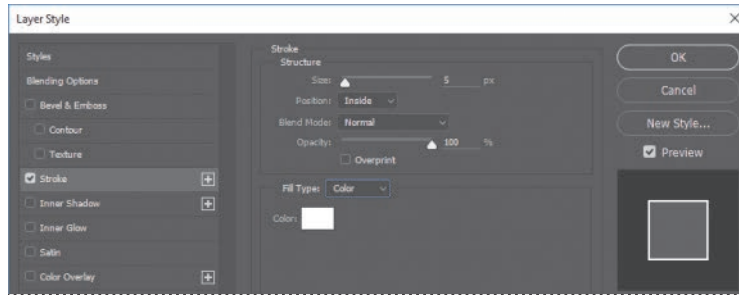 Layer Style
Styles
Blending Options
Bevel & Emboss
Contour
Texture
Stroke
Inner Shadow
Inner Glow
Satin
Color Overlay
Stroke
Structure
Size: 5 px
Position: Inside
Blend Mode: Normal
Opacity: 100 %
Overprint
Fill Type: Color
Color:
OK
Cancel
New Style...
Preview